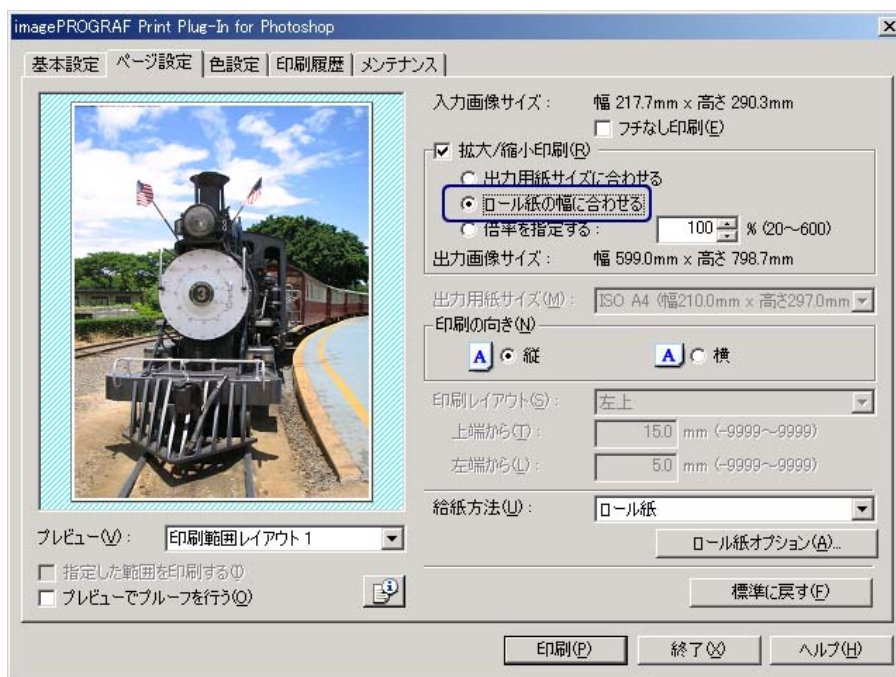 imagePROGRAF Print Plug-In for Photoshop
基本設定 ページ設定 色設定 印刷履歴 メンテナンス
入力画像サイズ： 幅 217.7mm x 高さ 290.3mm
フチなし印刷(E)
拡大/縮小印刷(R)
出力用紙サイズに合わせる
ロール紙の幅に合わせる
倍率を指定する： 100 % (20～600)
出力画像サイズ： 幅 599.0mm x 高さ 798.7mm
出力用紙サイズ(M)： ISO A4 (幅210.0mm x 高さ297.0mm
印刷の向き(N)
A 縦 A 横
印刷レイアウト(S)： 左上
上端から(T)： 15.0 mm (-9999～9999)
左端から(L)： 5.0 mm (-9999～9999)
給紙方法(U)： ロール紙
ロール紙オプション(A)...
プレビュー(V)： 印刷範囲レイアウト 1
指定した範囲を印刷する(I)
プレビューでプルーフを行う(O)
標準に戻す(F)
印刷(P) 終了(X) ヘルプ(H)
3